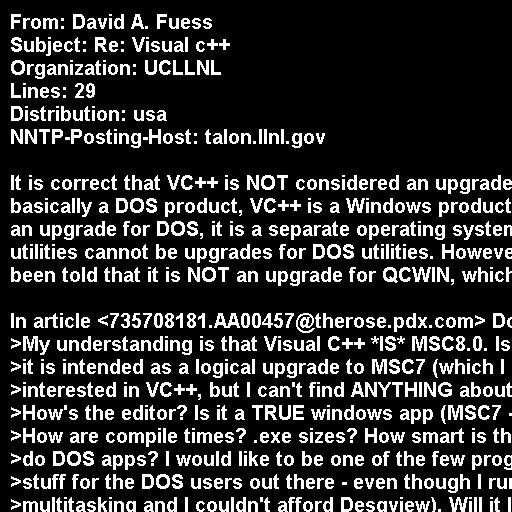 From: David A. Fuess
Subject: Re: Visual c++
Organization: UCLLNL
Lines: 29
Distribution: usa
NNTP-Posting-Host: talon.llnl.gov

It is correct that VC++ is NOT considered an upgrade
basically a DOS product, VC++ is a Windows product
an upgrade for DOS, it is a separate operating system
utilities cannot be upgrades for DOS utilities. Howeve
been told that it is NOT an upgrade for QCWIN, which

In article <735708181.AA00457@therose.pdx.com> Do
>My understanding is that Visual C++ *IS* MSC8.0. Is
>it is intended as a logical upgrade to MSC7 (which I
>interested in VC++, but I can't find ANYTHING about
>How's the editor? Is it a TRUE windows app (MSC7 -
>How are compile times? .exe sizes? How smart is th
>do DOS apps? I would like to be one of the few prog
>stuff for the DOS users out there - even though I run
>multitasking and I couldn't afford Desqview). Will it l